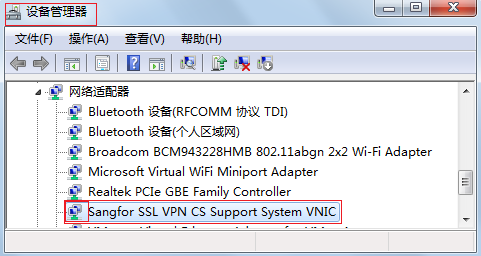 设备管理器
文件(F) 操作(A) 查看(V) 帮助(H)
网络适配器
Bluetooth 设备(RFCOMM 协议 TDI)
Bluetooth 设备(个人区域网)
Broadcom BCM943228HMB 802.11abgn 2x2 Wi-Fi Adapter
Microsoft Virtual WiFi Miniport Adapter
Realtek PCIe GBE Family Controller
Sangfor SSL VPN CS Support System VNIC